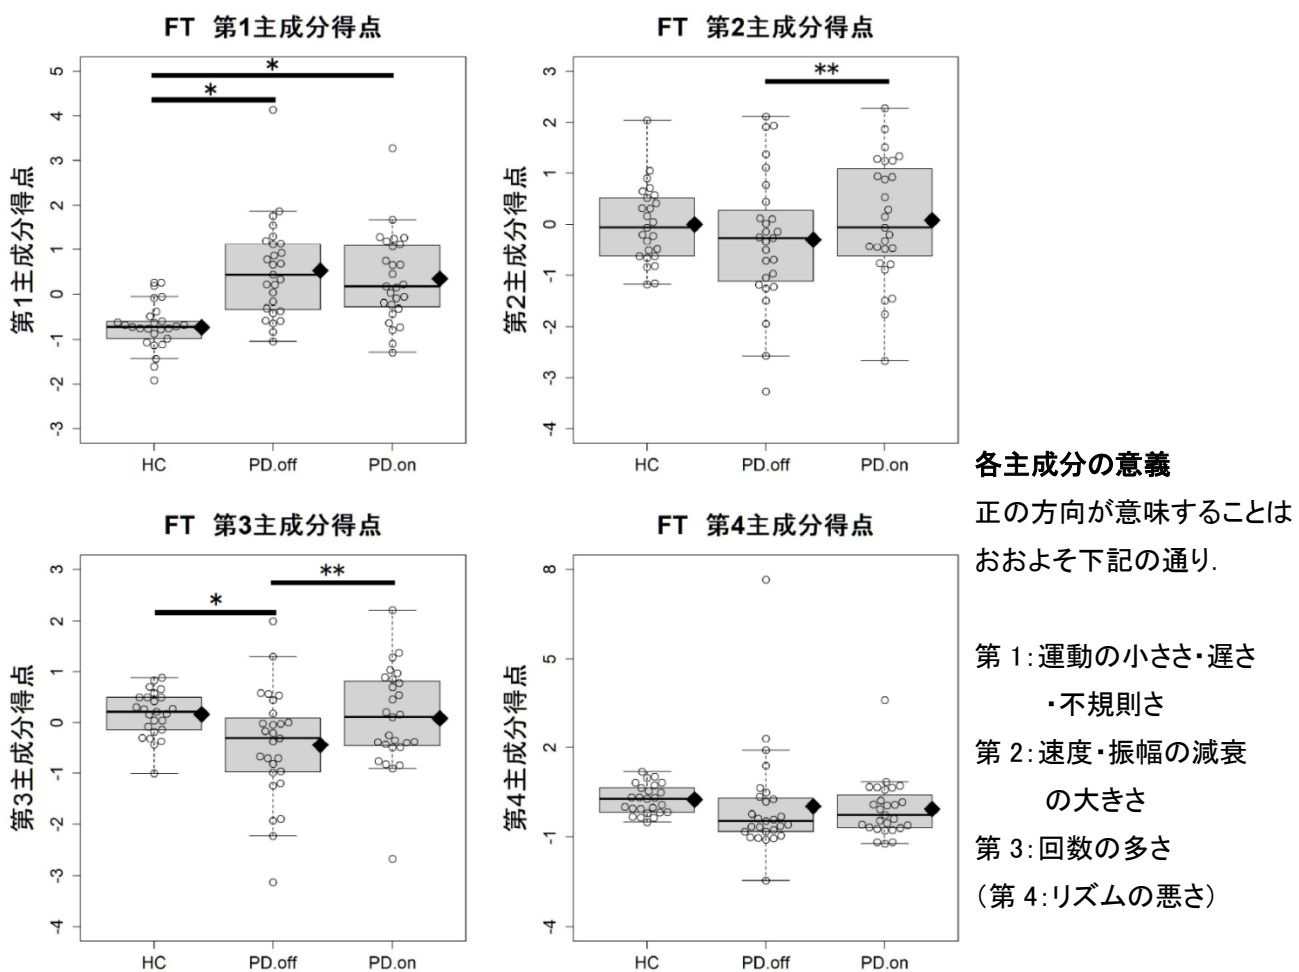 FT 第1主成分得点
第1主成分得点
5
4
3
2
1
0
-1
-2
-3
*
*
HC PD.off PD.on
FT 第2主成分得点
第2主成分得点
3
2
1
0
-1
-2
-3
-4
**
HC PD.off PD.on
FT 第3主成分得点
第3主成分得点
3
2
1
0
-1
-2
-3
-4
*
**
HC PD.off PD.on
FT 第4主成分得点
第4主成分得点
8
5
2
-1
-4
HC PD.off PD.on
各主成分の意義
正の方向が意味することは
おおよそ下記の通り.
第1:運動の小ささ・遅さ
・不規則さ
第2:速度・振幅の減衰
の大きさ
第3:回数の多さ
(第4:リズムの悪さ)